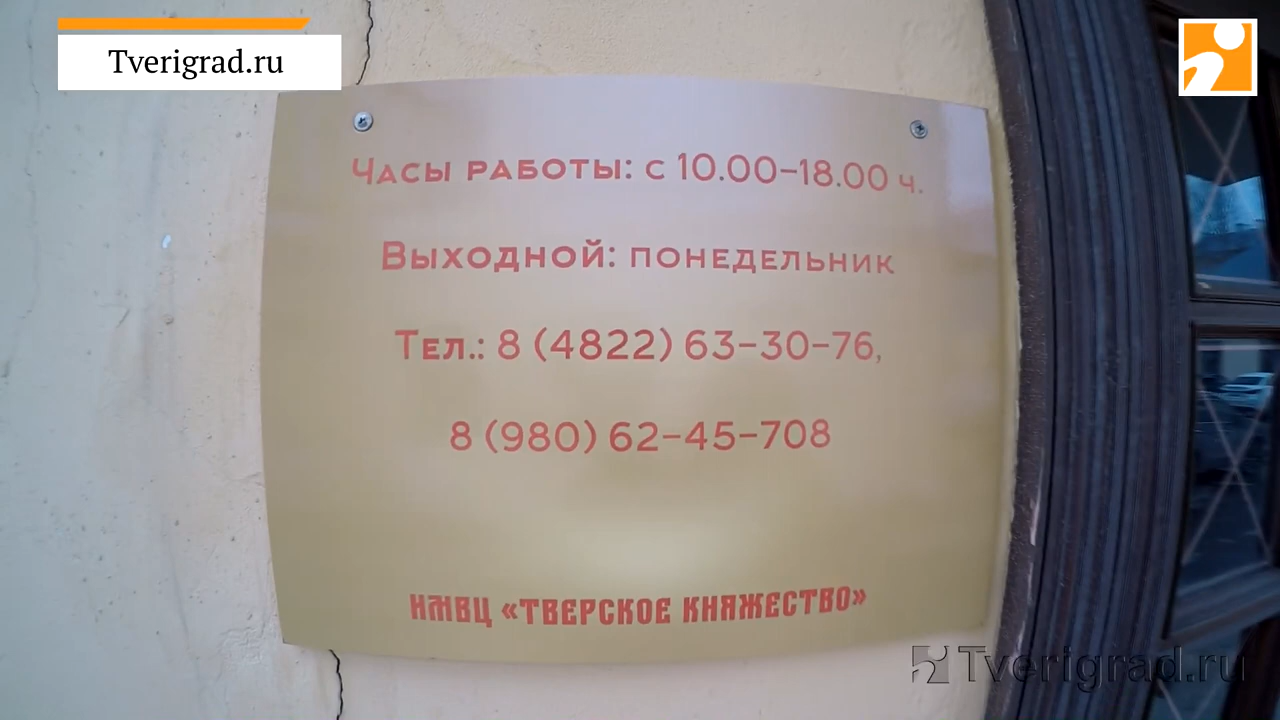 Tverigrad.ru
Часы работы: с 10.00-18.00 ч.
Выходной: понедельник
Тел.: 8 (4822) 63-30-76,
8 (980) 62-45-708
НМВЦ «ТВЕРСКОЕ КНЯЖЕСТВО»
Tverigrad.ru